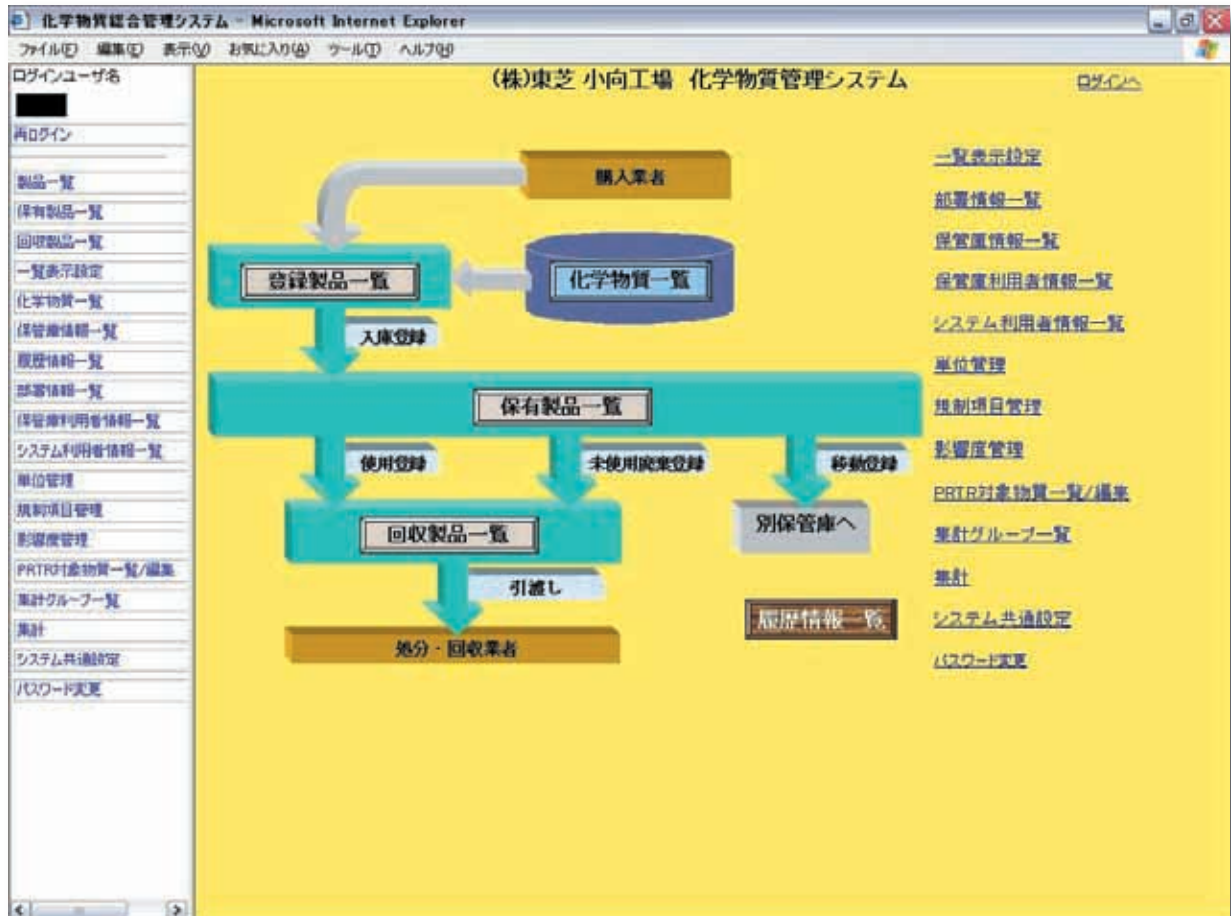 化学物質総合管理システム - Microsoft Internet Explorer
ファイル(F) 編集(E) 表示(V) お気に入り(A) ツール(T) ヘルプ(H)
ログインユーザ名
再ログイン
製品一覧
保有製品一覧
回収製品一覧
一覧表示設定
化学物質一覧
保管庫情報一覧
履歴情報一覧
部署情報一覧
保管庫利用者情報一覧
システム利用者情報一覧
単位管理
規制項目管理
影響度管理
PRTR対象物質一覧/編集
集計グループ一覧
集計
システム共通設定
パスワード変更
(株)東芝 小向工場 化学物質管理システム
ログインへ
購入業者
登録製品一覧
化学物質一覧
入庫登録
保有製品一覧
使用登録
未使用廃棄登録
移動登録
回収製品一覧
別保管庫へ
引渡し
履歴情報一覧
処分・回収業者
一覧表示設定
部署情報一覧
保管庫情報一覧
保管庫利用者情報一覧
システム利用者情報一覧
単位管理
規制項目管理
影響度管理
PRTR対象物質一覧/編集
集計グループ一覧
集計
システム共通設定
パスワード変更